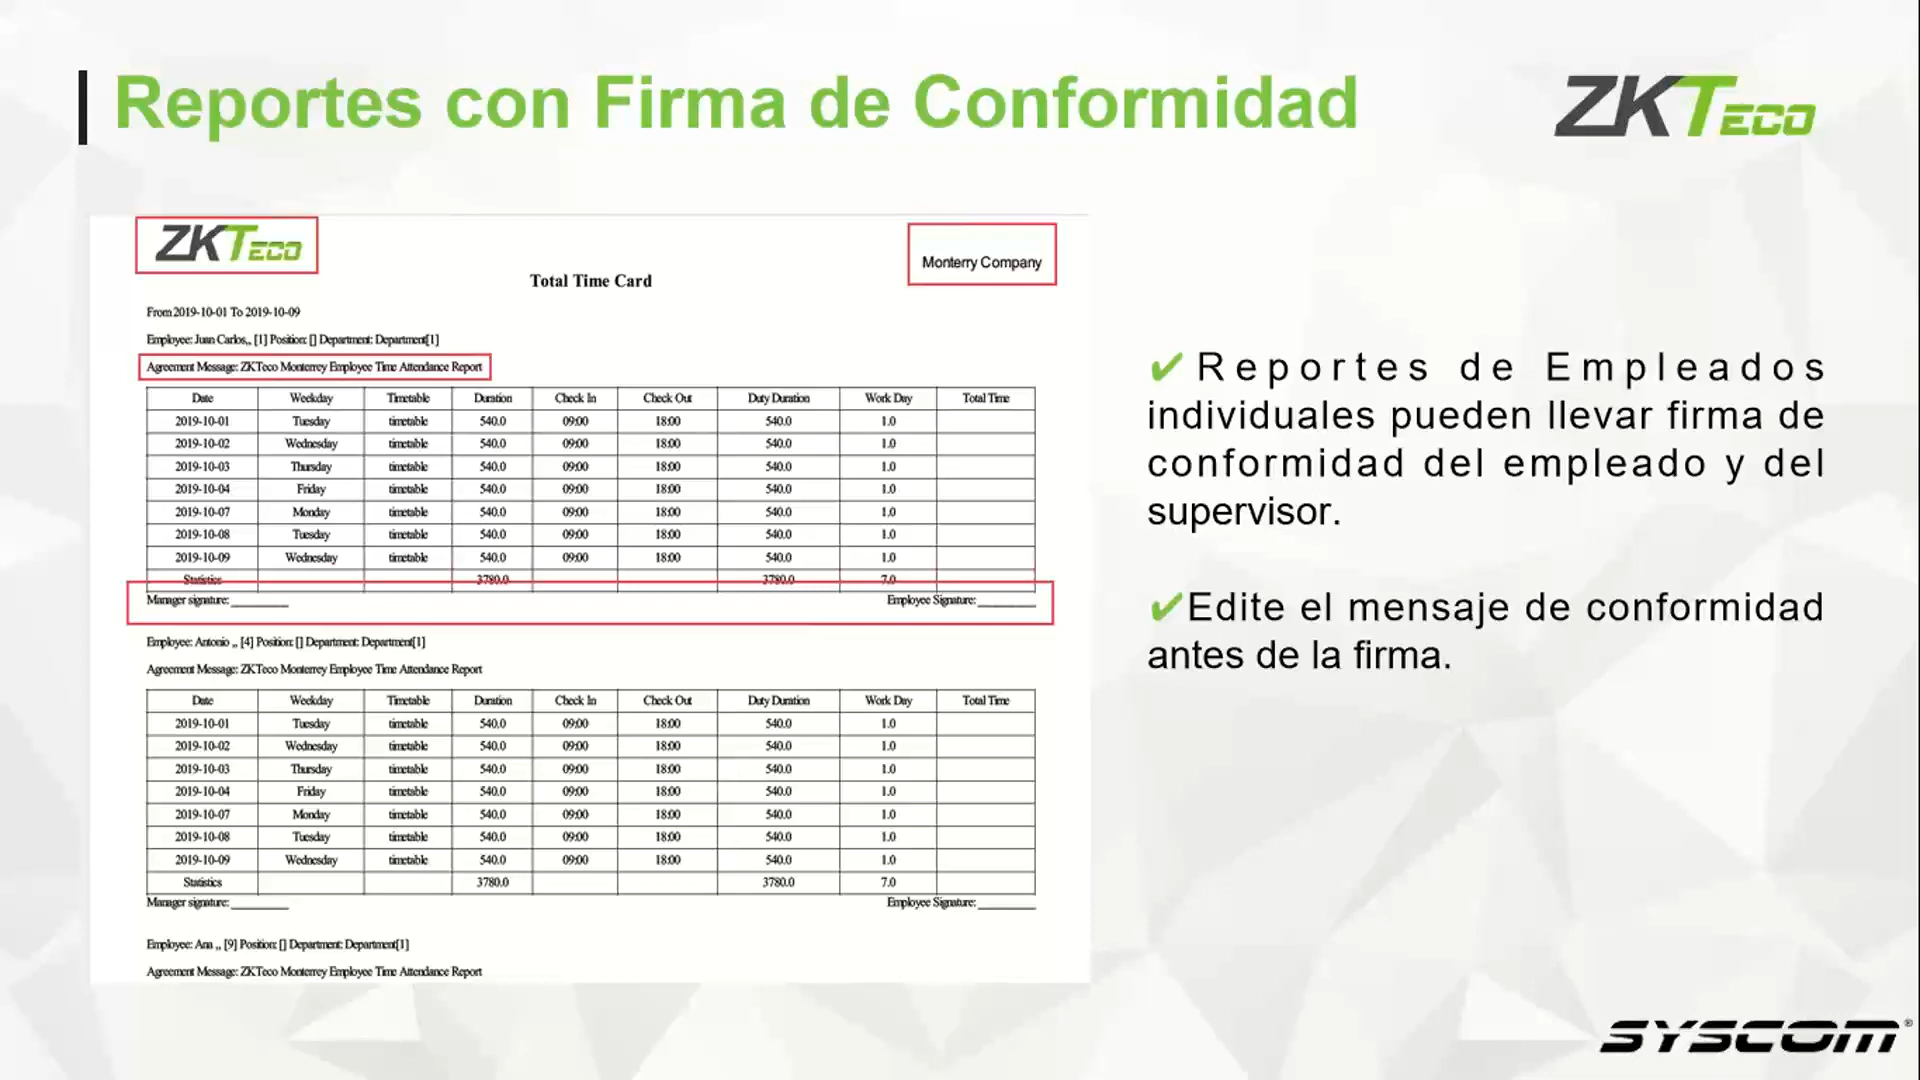 Reportes con Firma de Conformidad
ZKTECO
ZKTECO
Monterry Company
Total Time Card
From 2019-10-01 To 2019-10-09
Employee: Juan Carlos,, [1] Position: [] Department: Department[1]
Agreement Message: ZKTeco Monterrey Employee Time Attendance Report
Date Weekday Timetable Duration Check In Check Out Duty Duration Work Day Total Time
2019-10-01 Tuesday timetable 540.0 09:00 18:00 540.0 1.0
2019-10-02 Wednesday timetable 540.0 09:00 18:00 540.0 1.0
2019-10-03 Thursday timetable 540.0 09:00 18:00 540.0 1.0
2019-10-04 Friday timetable 540.0 09:00 18:00 540.0 1.0
2019-10-07 Monday timetable 540.0 09:00 18:00 540.0 1.0
2019-10-08 Tuesday timetable 540.0 09:00 18:00 540.0 1.0
2019-10-09 Wednesday timetable 540.0 09:00 18:00 540.0 1.0
Statistics 3780.0 3780.0 7.0
Manager signature: __________ Employee Signature: __________
Employee: Antonio ,, [4] Position: [] Department: Department[1]
Agreement Message: ZKTeco Monterrey Employee Time Attendance Report
Date Weekday Timetable Duration Check In Check Out Duty Duration Work Day Total Time
2019-10-01 Tuesday timetable 540.0 09:00 18:00 540.0 1.0
2019-10-02 Wednesday timetable 540.0 09:00 18:00 540.0 1.0
2019-10-03 Thursday timetable 540.0 09:00 18:00 540.0 1.0
2019-10-04 Friday timetable 540.0 09:00 18:00 540.0 1.0
2019-10-07 Monday timetable 540.0 09:00 18:00 540.0 1.0
2019-10-08 Tuesday timetable 540.0 09:00 18:00 540.0 1.0
2019-10-09 Wednesday timetable 540.0 09:00 18:00 540.0 1.0
Statistics 3780.0 3780.0 7.0
Manager signature: __________ Employee Signature: __________
Employee: Ana ,, [9] Position: [] Department: Department[1]
Agreement Message: ZKTeco Monterrey Employee Time Attendance Report
✔ Reportes de Empleados
individuales pueden llevar firma de
conformidad del empleado y del
supervisor.
✔Edite el mensaje de conformidad
antes de la firma.
SYSCOM®